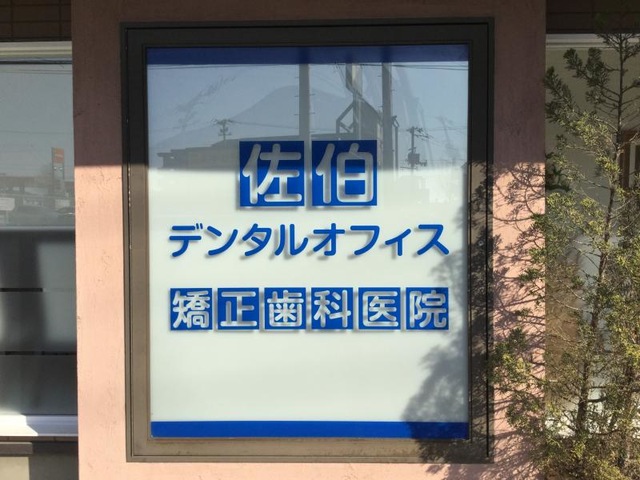 佐伯
デンタルオフィス
矯正歯科医院